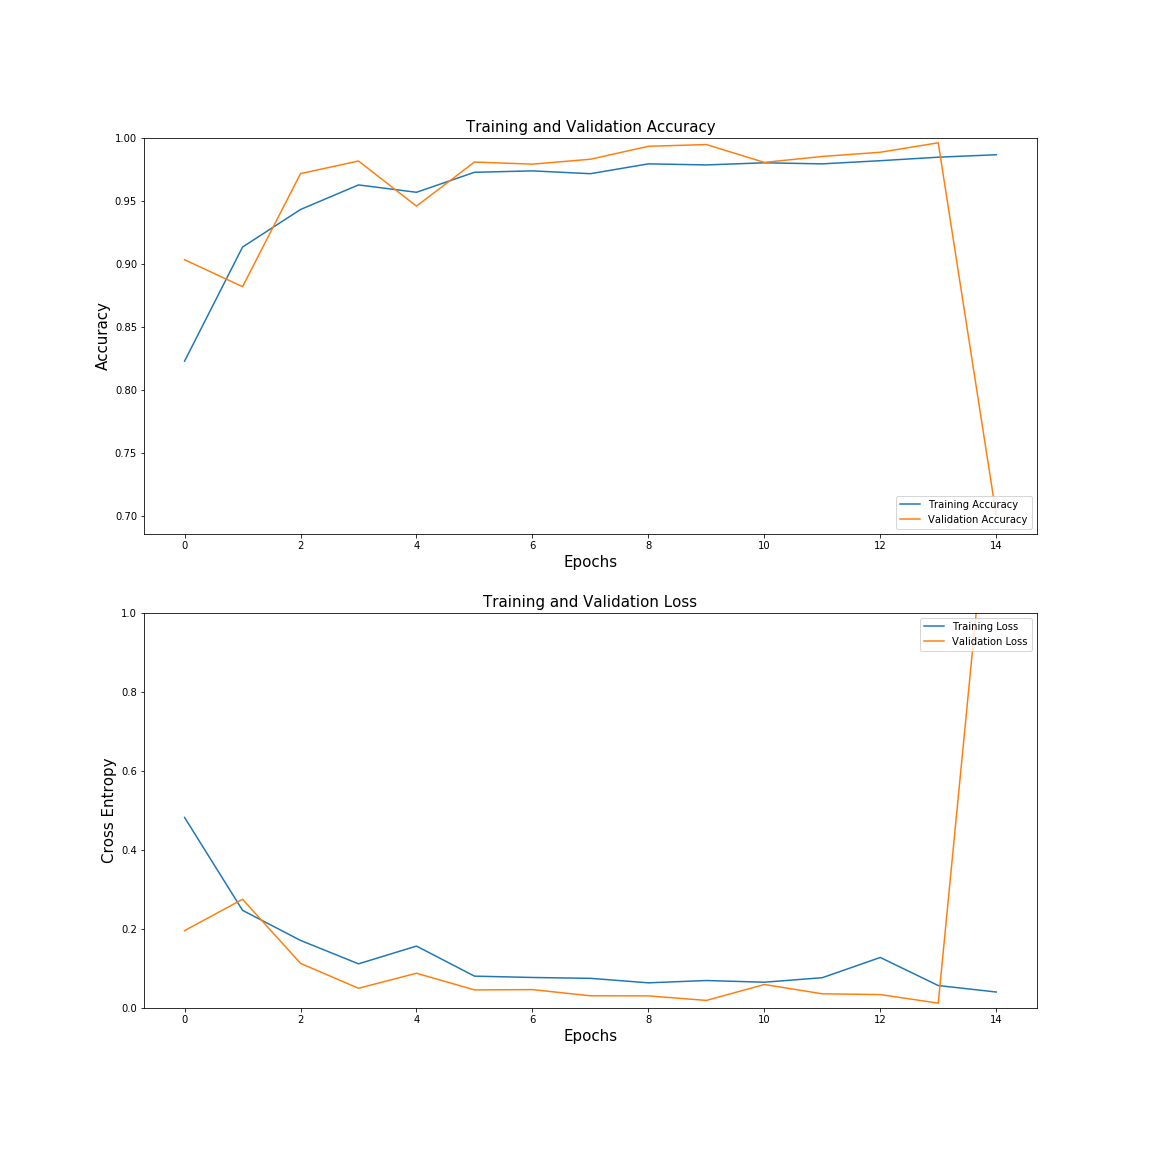 Training and Validation Accuracy
1.00
0.95
0.90
0.85
0.80
0.75
0.70
Accuracy
Training Accuracy
Validation Accuracy
0 2 4 6 8 10 12 14
Epochs
Training and Validation Loss
1.0
0.8
0.6
0.4
0.2
0.0
Cross Entropy
Training Loss
Validation Loss
0 2 4 6 8 10 12 14
Epochs